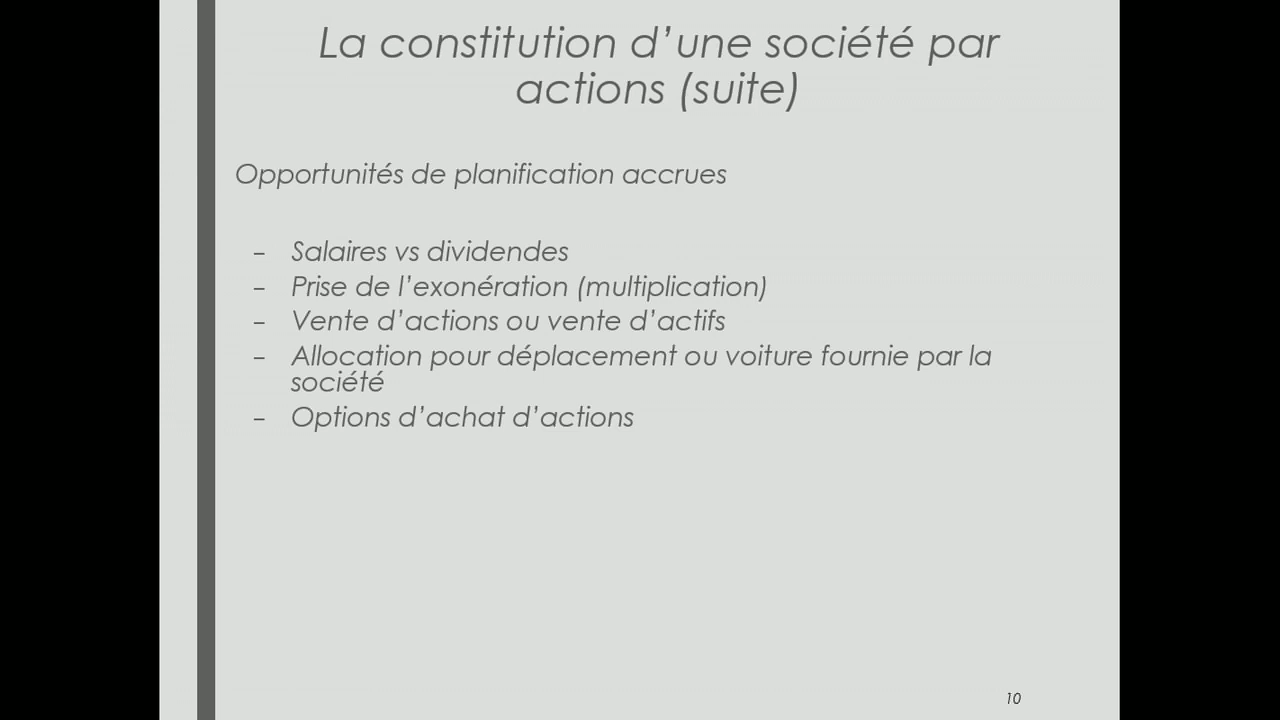 La constitution d’une société par
actions (suite)
Opportunités de planification accrues
– Salaires vs dividendes
– Prise de l’exonération (multiplication)
– Vente d’actions ou vente d’actifs
– Allocation pour déplacement ou voiture fournie par la
société
– Options d’achat d’actions
10